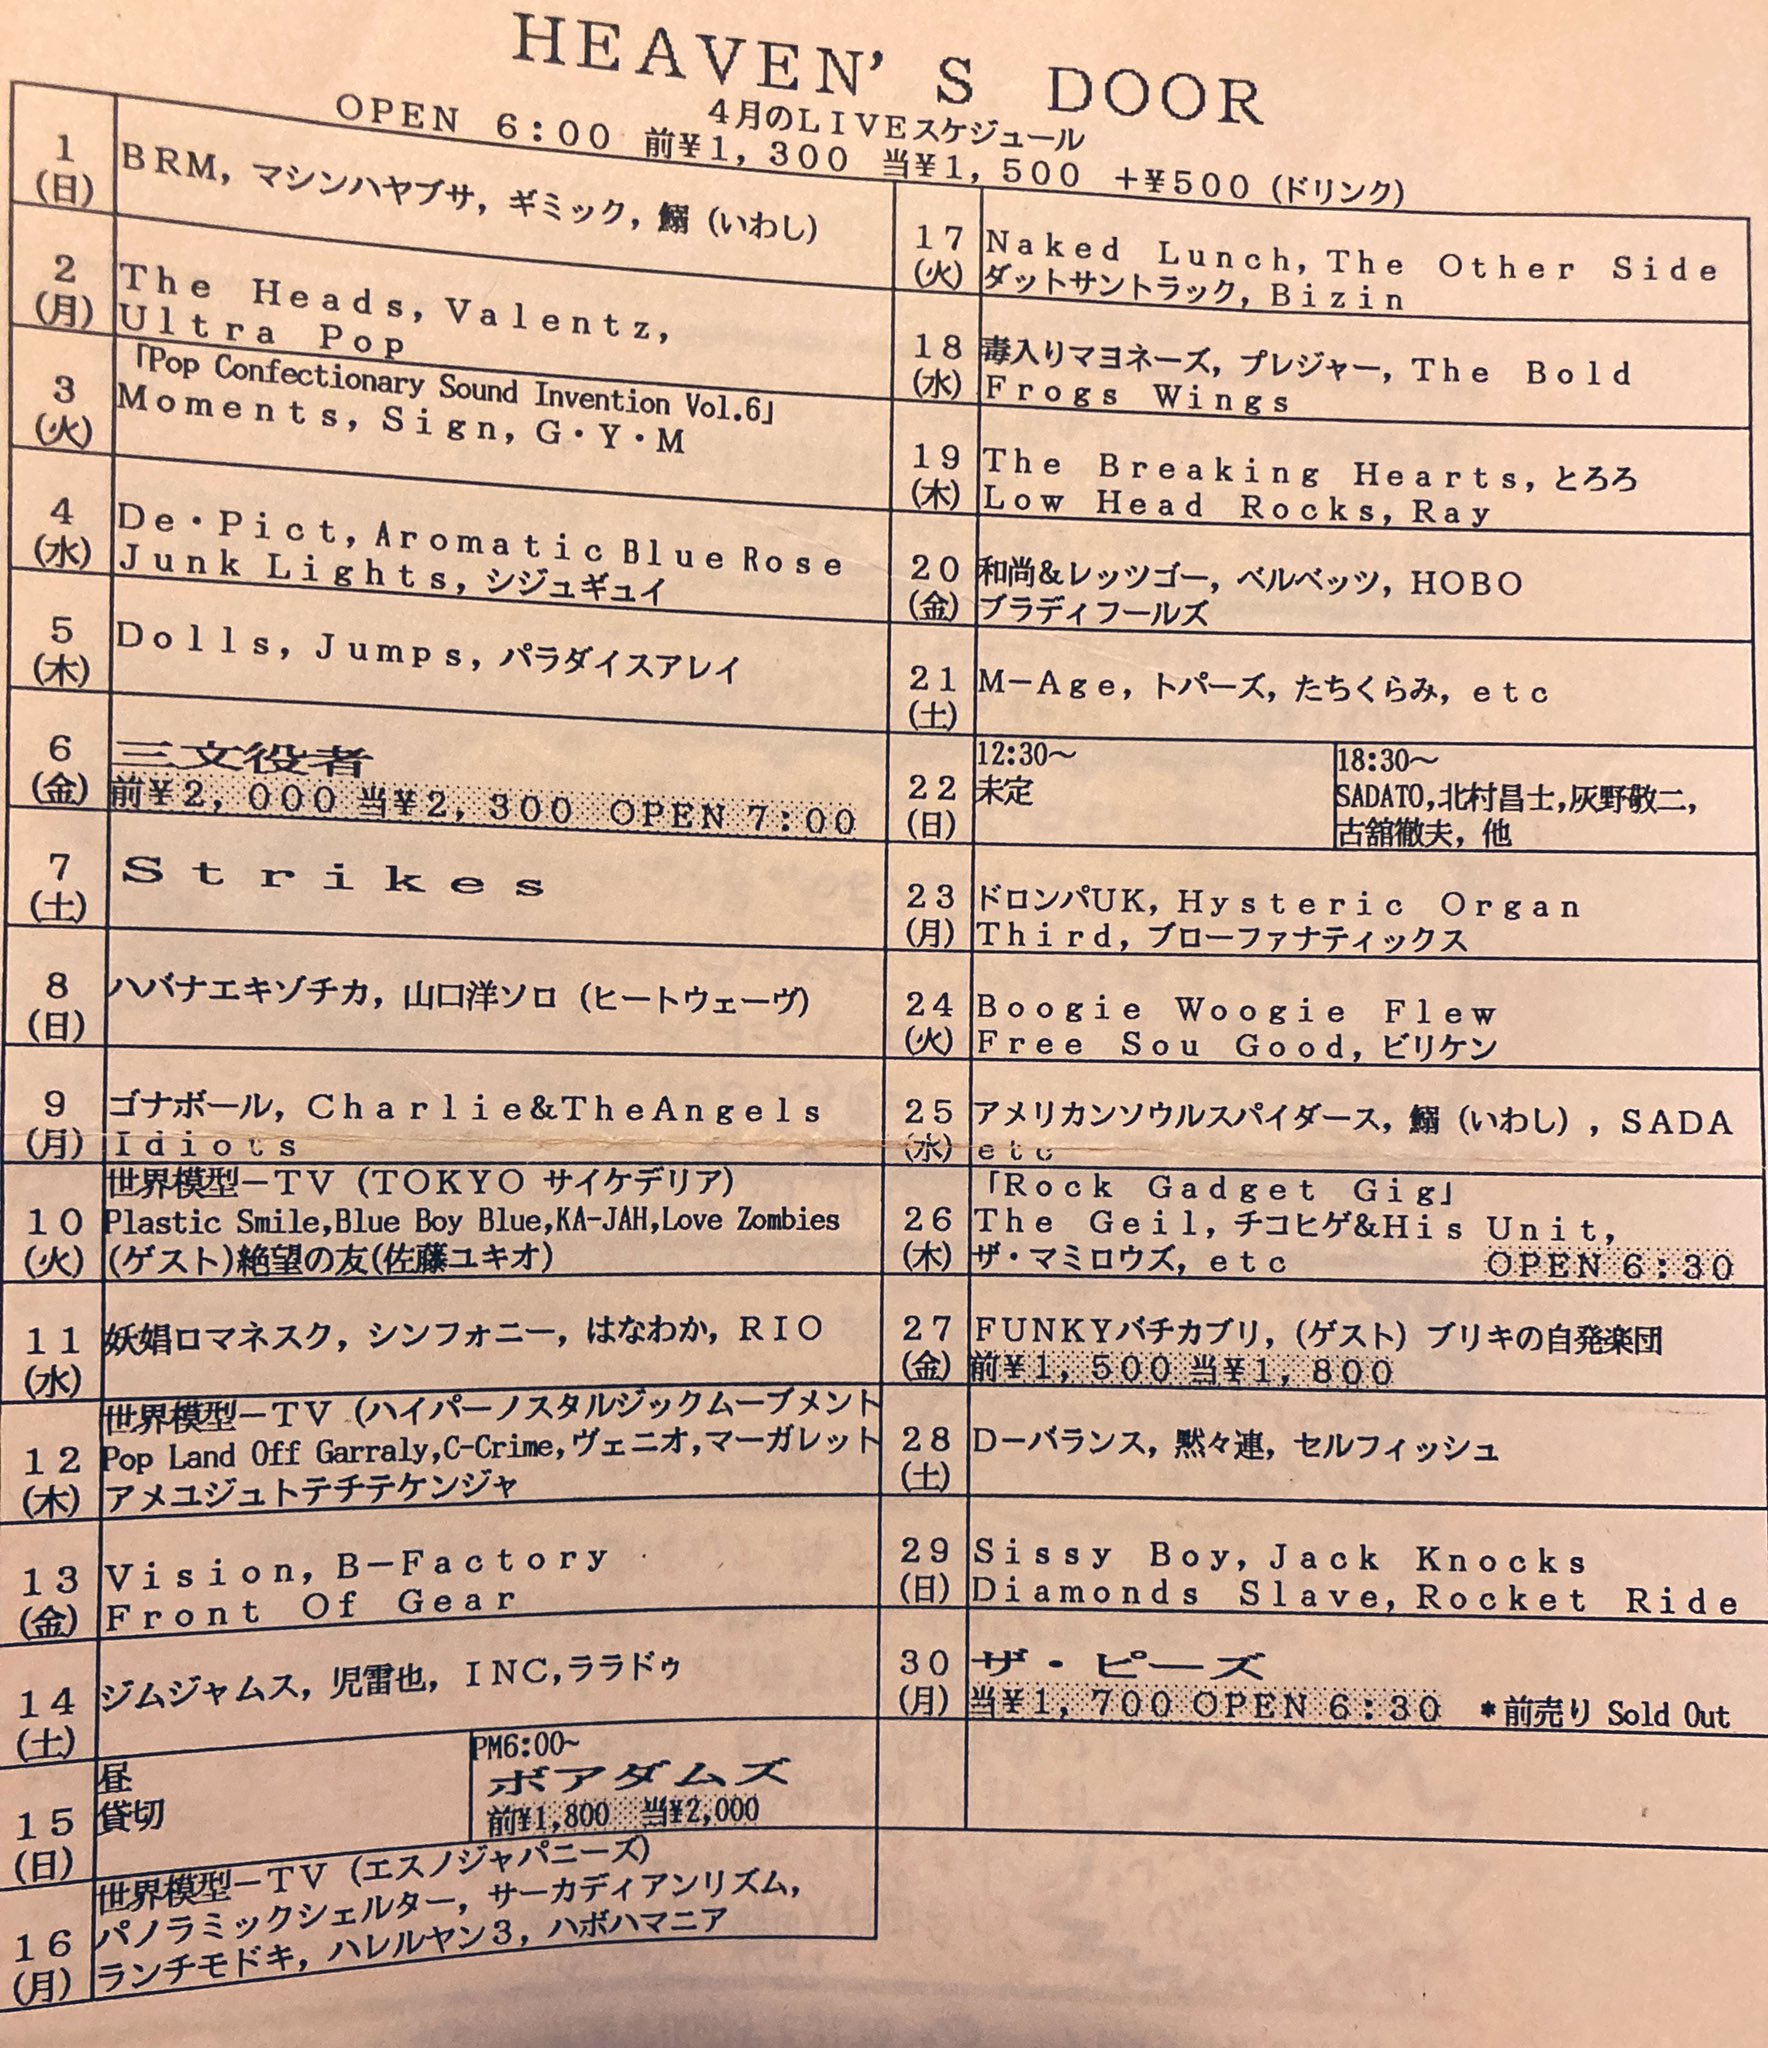 HEAVEN'S DOOR
4月のLIVEスケジュール
OPEN 6:00 前¥1,300 当¥1,500 +¥500(ドリンク)
1
(日)
BRM, マシンハヤブサ, ギミック, 鰯(いわし)
2
(月)
The Heads, Valentz,
Ultra Pop
3
(火)
「Pop Confectionary Sound Invention Vol.6」
Moments, Sign, G・Y・M
4
(水)
De・Pict, Aromatic Blue Rose
Junk Lights, シジュギュイ
5
(木)
Dolls, Jumps, パラダイスアレイ
6
(金)
三文役者
前¥2,000 当¥2,300 OPEN 7:00
7
(土)
Strikes
8
(日)
ハバナエキゾチカ, 山口洋ソロ(ヒートウェーヴ)
9
(月)
ゴナボール, Charlie&TheAngels
Idiots
10
(火)
世界模型-TV (TOKYO サイケデリア)
Plastic Smile,Blue Boy Blue,KA-JAH,Love Zombies
(ゲスト)絶望の友(佐藤ユキオ)
11
(水)
妖娼ロマネスク, シンフォニー, はなわか, RIO
12
(木)
世界模型-TV (ハイパーノスタルジックムーブメント
Pop Land Off Garraly,C-Crime,ヴェニオ,マーガレット
アメユジュトテチテケンジャ
13
(金)
Vision, B-Factory
Front Of Gear
14
(土)
ジムジャムス, 児雷也, INC,ララドゥ
15
(日)
昼
貸切
PM6:00~
ボアダムズ
前¥1,800 当¥2,000
16
(月)
世界模型-TV (エスノジャパニーズ)
パノラミックシェルター, サーカディアンリズム,
ランチモドキ, ハレルヤン3, ハボハマニア
17
(火)
Naked Lunch, The Other Side
ダットサントラック, Bizin
18
(水)
毒入りマヨネーズ, プレジャー, The Bold
Frogs Wings
19
(木)
The Breaking Hearts, とろろ
Low Head Rocks, Ray
20
(金)
和尚&レッツゴー, ベルベッツ, HOBO
ブラディフールズ
21
(土)
M-Age, トパーズ, たちくらみ, etc
22
(日)
12:30〜
未定
18:30〜
SADATO,北村昌士,灰野敬二,
古舘徹夫, 他
23
(月)
ドロンパUK, Hysteric Organ
Third, ブローファナティックス
24
(火)
Boogie Woogie Flew
Free Sou Good, ビリケン
25
(水)
アメリカンソウルスパイダース, 鰯(いわし), SADA
etc
26
(木)
「Rock Gadget Gig」
The Geil, チコヒゲ&His Unit,
ザ・マミロウズ, etc OPEN 6:30
27
(金)
FUNKYバチカブリ, (ゲスト) ブリキの自発楽団
前¥1,500 当¥1,800
28
(土)
D-バランス, 黙々連, セルフィッシュ
29
(日)
Sissy Boy, Jack Knocks
Diamonds Slave, Rocket Ride
30
(月)
ザ・ピーズ
当¥1,700 OPEN 6:30 *前売り Sold Out